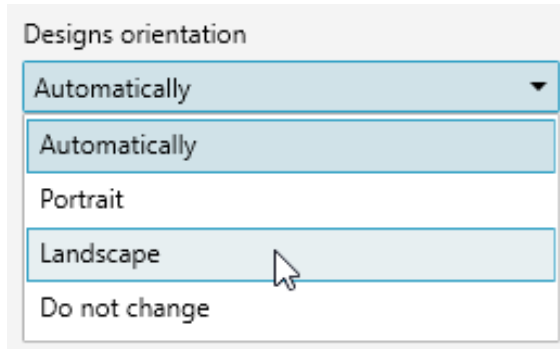 Designs orientation
Automatically
Automatically
Portrait
Landscape
Do not change